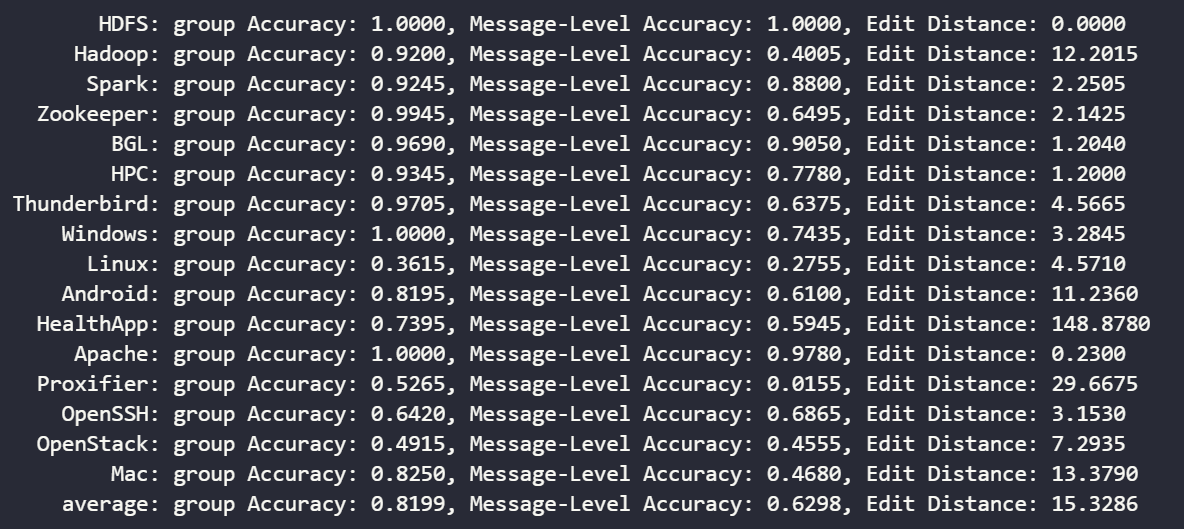 HDFS: group Accuracy: 1.0000, Message-Level Accuracy: 1.0000, Edit Distance: 0.0000
Hadoop: group Accuracy: 0.9200, Message-Level Accuracy: 0.4005, Edit Distance: 12.2015
Spark: group Accuracy: 0.9245, Message-Level Accuracy: 0.8800, Edit Distance: 2.2505
Zookeeper: group Accuracy: 0.9945, Message-Level Accuracy: 0.6495, Edit Distance: 2.1425
BGL: group Accuracy: 0.9690, Message-Level Accuracy: 0.9050, Edit Distance: 1.2040
HPC: group Accuracy: 0.9345, Message-Level Accuracy: 0.7780, Edit Distance: 1.2000
Thunderbird: group Accuracy: 0.9705, Message-Level Accuracy: 0.6375, Edit Distance: 4.5665
Windows: group Accuracy: 1.0000, Message-Level Accuracy: 0.7435, Edit Distance: 3.2845
Linux: group Accuracy: 0.3615, Message-Level Accuracy: 0.2755, Edit Distance: 4.5710
Android: group Accuracy: 0.8195, Message-Level Accuracy: 0.6100, Edit Distance: 11.2360
HealthApp: group Accuracy: 0.7395, Message-Level Accuracy: 0.5945, Edit Distance: 148.8780
Apache: group Accuracy: 1.0000, Message-Level Accuracy: 0.9780, Edit Distance: 0.2300
Proxifier: group Accuracy: 0.5265, Message-Level Accuracy: 0.0155, Edit Distance: 29.6675
OpenSSH: group Accuracy: 0.6420, Message-Level Accuracy: 0.6865, Edit Distance: 3.1530
OpenStack: group Accuracy: 0.4915, Message-Level Accuracy: 0.4555, Edit Distance: 7.2935
Mac: group Accuracy: 0.8250, Message-Level Accuracy: 0.4680, Edit Distance: 13.3790
average: group Accuracy: 0.8199, Message-Level Accuracy: 0.6298, Edit Distance: 15.3286